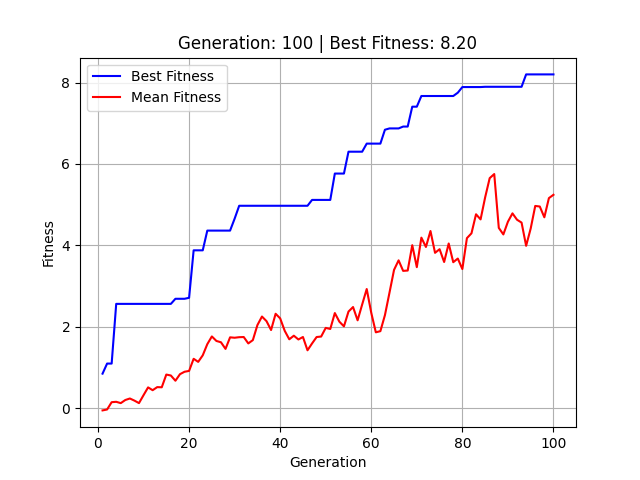 Generation: 100 | Best Fitness: 8.20
Best Fitness
Mean Fitness
8
6
4
2
0
Fitness
0 20 40 60 80 100
Generation